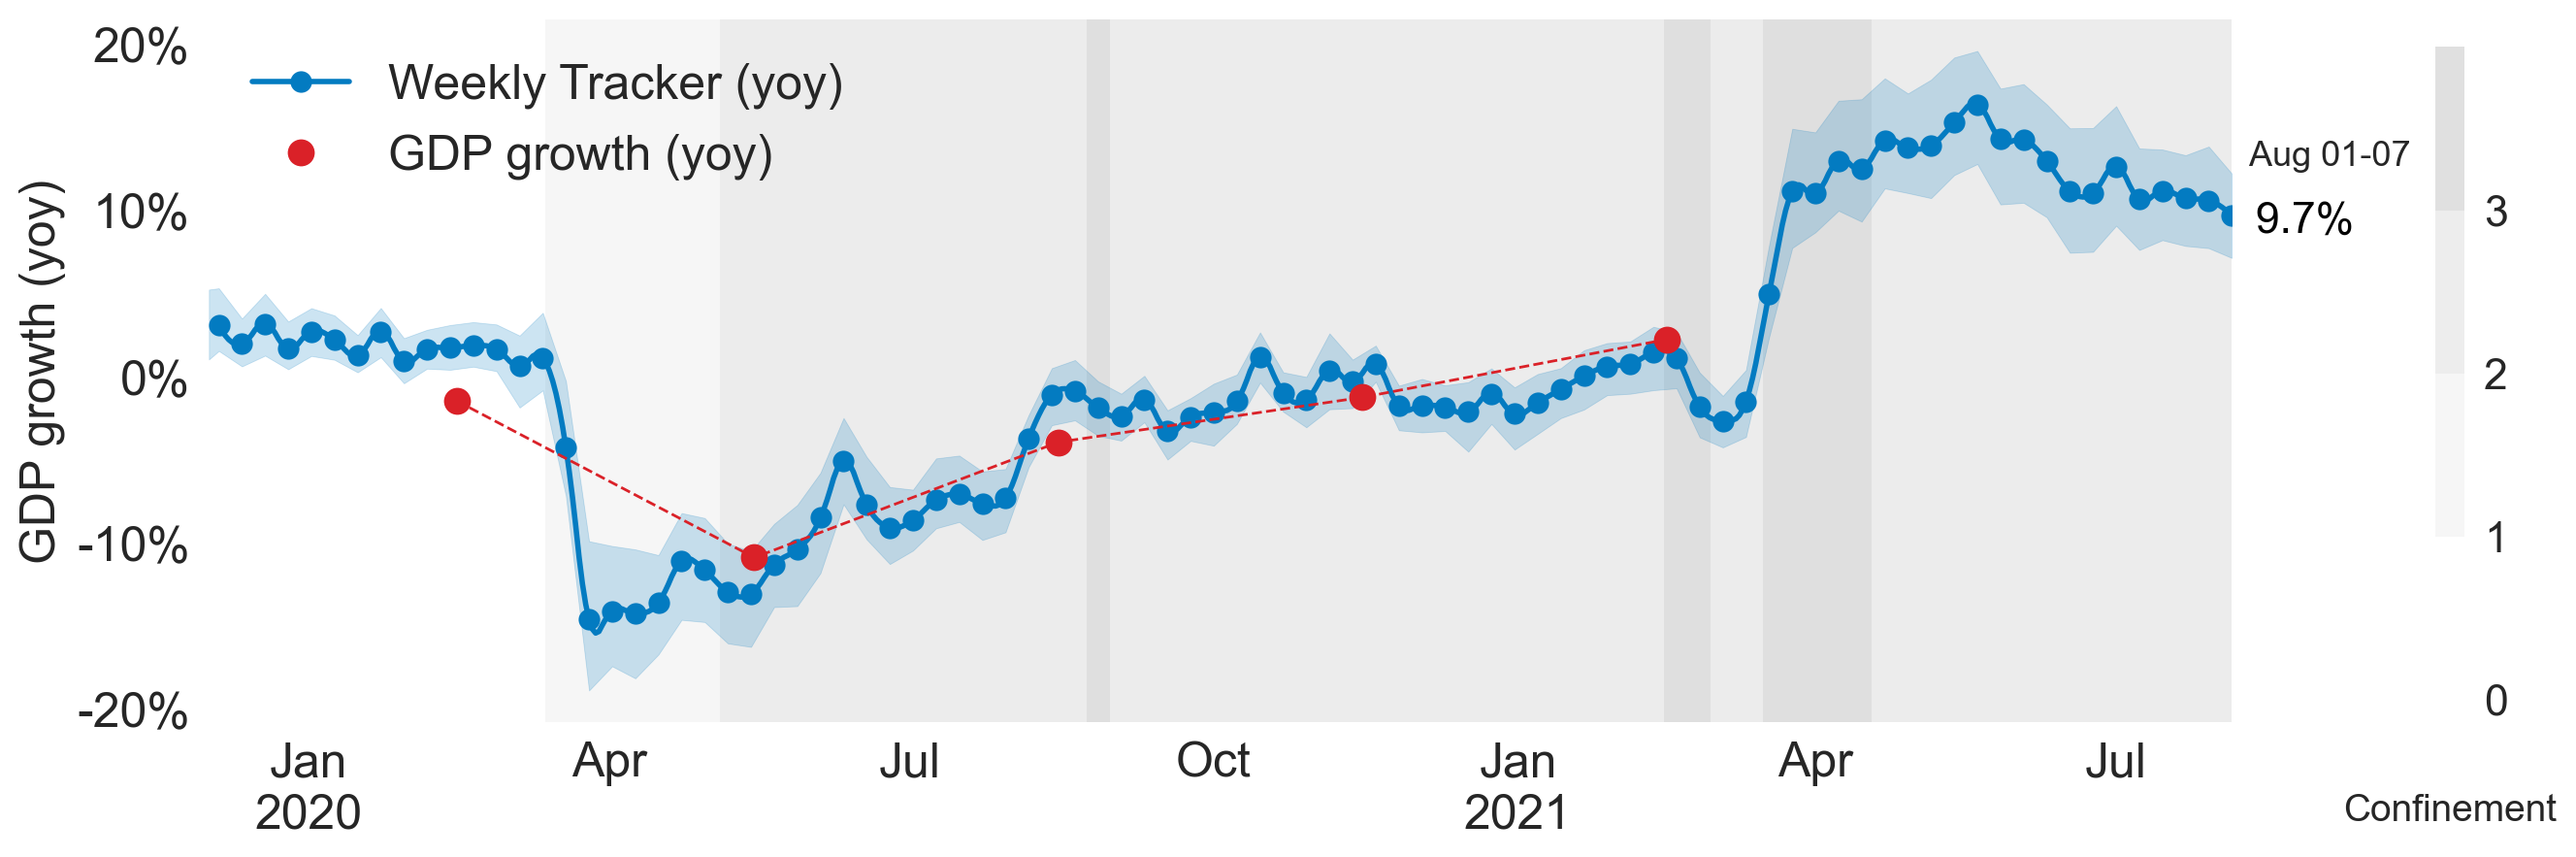 20%
10%
0%
-10%
-20%
GDP growth (yoy)
Weekly Tracker (yoy)
GDP growth (yoy)
Jan
2020
Apr
Jul
Oct
Jan
2021
Apr
Jul
Aug 01-07
9.7%
3
2
1
0
Confinement